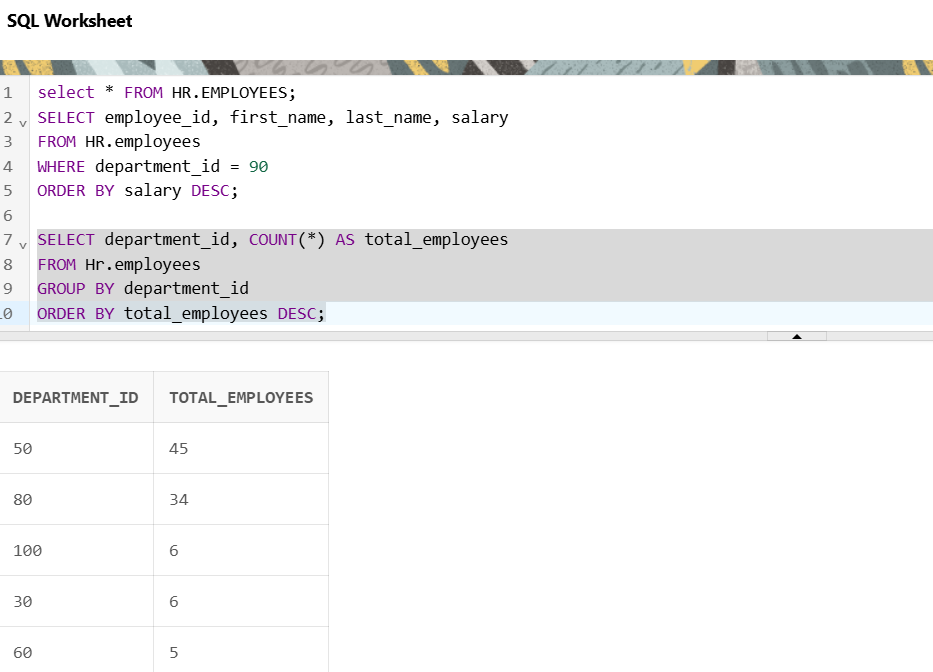 SQL Worksheet
1 select * FROM HR.EMPLOYEES;
2 SELECT employee_id, first_name, last_name, salary
3 FROM HR.employees
4 WHERE department_id = 90
5 ORDER BY salary DESC;
6
7 SELECT department_id, COUNT(*) AS total_employees
8 FROM Hr.employees
9 GROUP BY department_id
10 ORDER BY total_employees DESC;
DEPARTMENT_ID TOTAL_EMPLOYEES
50 45
80 34
100 6
30 6
60 5